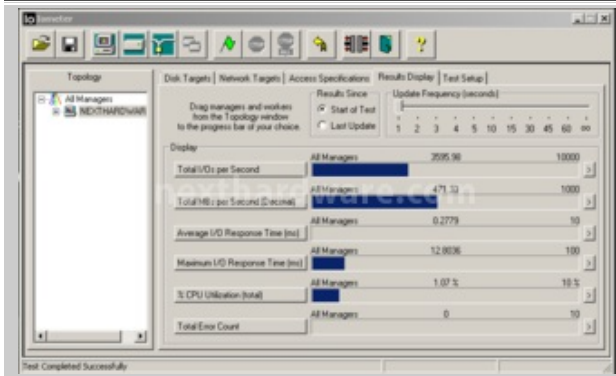 Iometer
Topology
All Managers
NEXTHARDWAR
Disk Targets | Network Targets | Access Specifications | Results Display | Test Setup
Drag managers and workers
from the Topology window
to the progress bar of your choice.
Results Since
Start of Test
Last Update
Update Frequency (seconds)
1 2 3 4 5 10 15 30 45 60 ∞
Display
All Managers 3595.98 10000
Total I/Os per Second
All Managers 471.33 1000
Total MBs per Second (Decimal)
nexthardware.com
All Managers 0.2779 10
Average I/O Response Time (ms)
All Managers 12.8036 100
Maximum I/O Response Time (ms)
All Managers 1.07 % 10 %
% CPU Utilization (total)
All Managers 0 10
Total Error Count
Test Completed Successfully